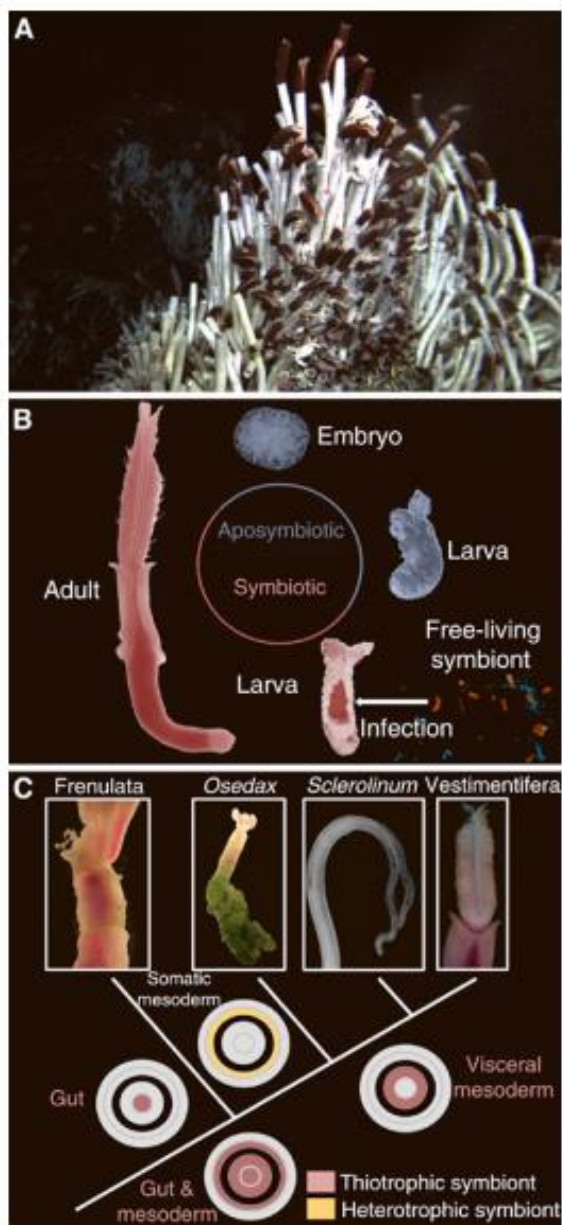 A
B
Embryo
Aposymbiotic
Larva
Adult
Symbiotic
Free-living
symbiont
Larva
Infection
C
Frenulata
Osedax
Sclerolinum
Vestimentifera
Somatic
mesoderm
Gut
Visceral
mesoderm
Gut &
mesoderm
Thiotrophic symbiont
Heterotrophic symbiont